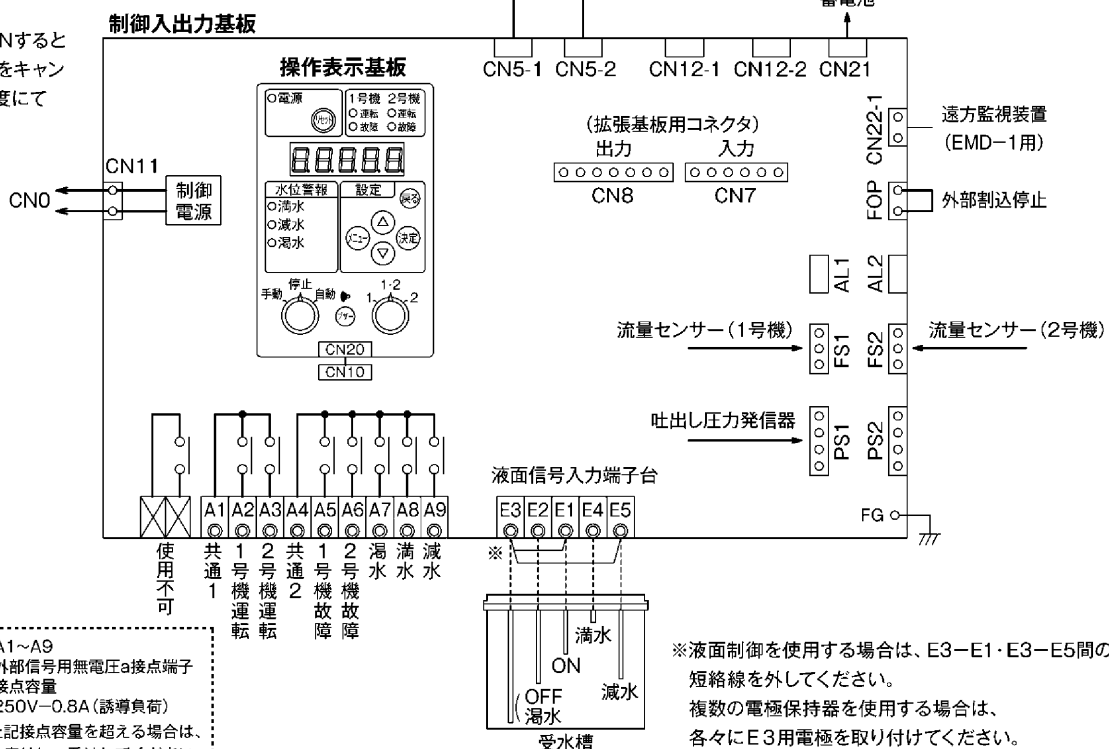 制御入出力基板
Nすると
をキャン
度にて
蓄電池
CN5-1 CN5-2 CN12-1 CN12-2 CN21
操作表示基板
電源
リセット
1号機 2号機
運転 運転
故障 故障
88888
水位警報
満水
減水
渇水
設定
戻る
メニュー
決定
手動 停止 自動
ブザー
1 1・2 2
CN20
CN10
CN11
CN0
制御
電源
(拡張基板用コネクタ)
出力 入力
CN8 CN7
CN22-1
遠方監視装置
(EMD-1用)
FOP
外部割込停止
AL1 AL2
流量センサー(1号機)
FS1 FS2
流量センサー(2号機)
吐出し圧力発信器
PS1 PS2
FG
A1 A2 A3 A4 A5 A6 A7 A8 A9
使用不可
共通1
1号機運転
2号機運転
共通2
1号機故障
2号機故障
渇水
満水
減水
液面信号入力端子台
E3 E2 E1 E4 E5
※
満水
ON
減水
OFF
渇水
受水槽
A1~A9
外部信号用無電圧a接点端子
接点容量
250V-0.8A(誘導負荷)
上記接点容量を超える場合は、
※液面制御を使用する場合は、E3-E1・E3-E5間の
短絡線を外してください。
複数の電極保持器を使用する場合は、
各々にE3用電極を取り付けてください。